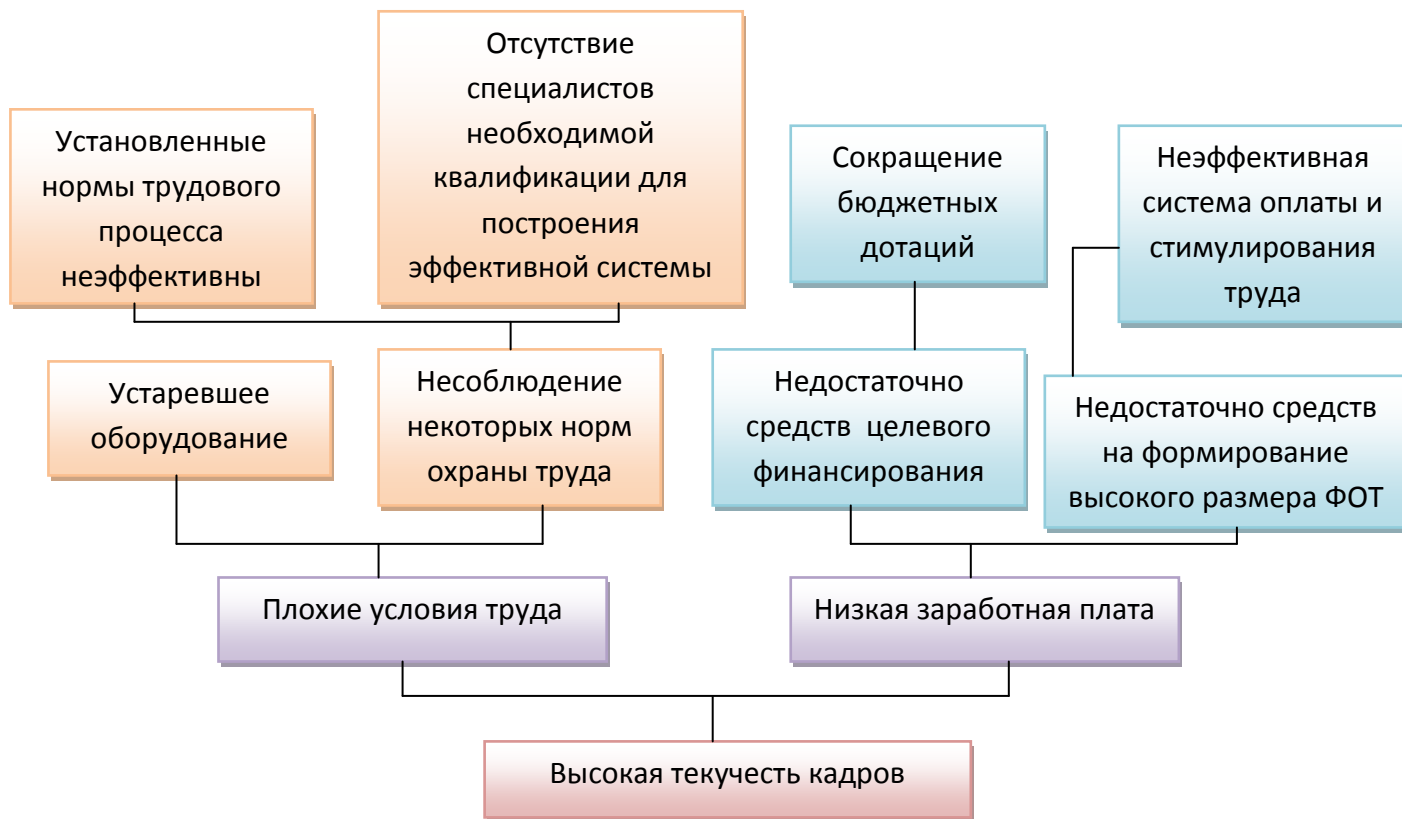 Отсутствие
специалистов
необходимой
квалификации для
построения
эффективной системы
Установленные
нормы трудового
процесса
неэффективны
Сокращение
бюджетных
дотаций
Неэффективная
система оплаты и
стимулирования
труда
Устаревшее
оборудование
Несоблюдение
некоторых норм
охраны труда
Недостаточно
средств целевого
финансирования
Недостаточно средств
на формирование
высокого размера ФОТ
Плохие условия труда
Низкая заработная плата
Высокая текучесть кадров